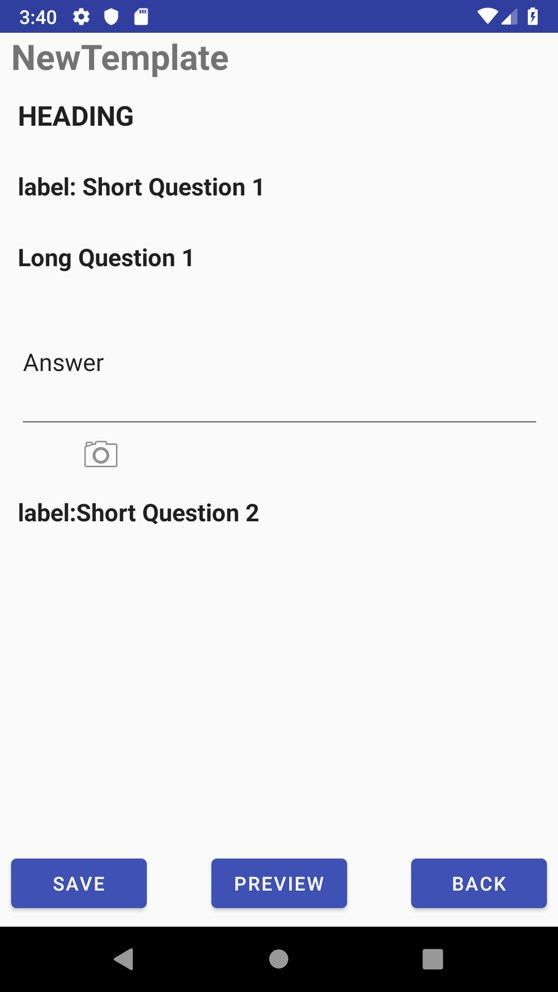 3:40
NewTemplate
HEADING
label: Short Question 1
Long Question 1
Answer
label:Short Question 2
SAVE PREVIEW BACK